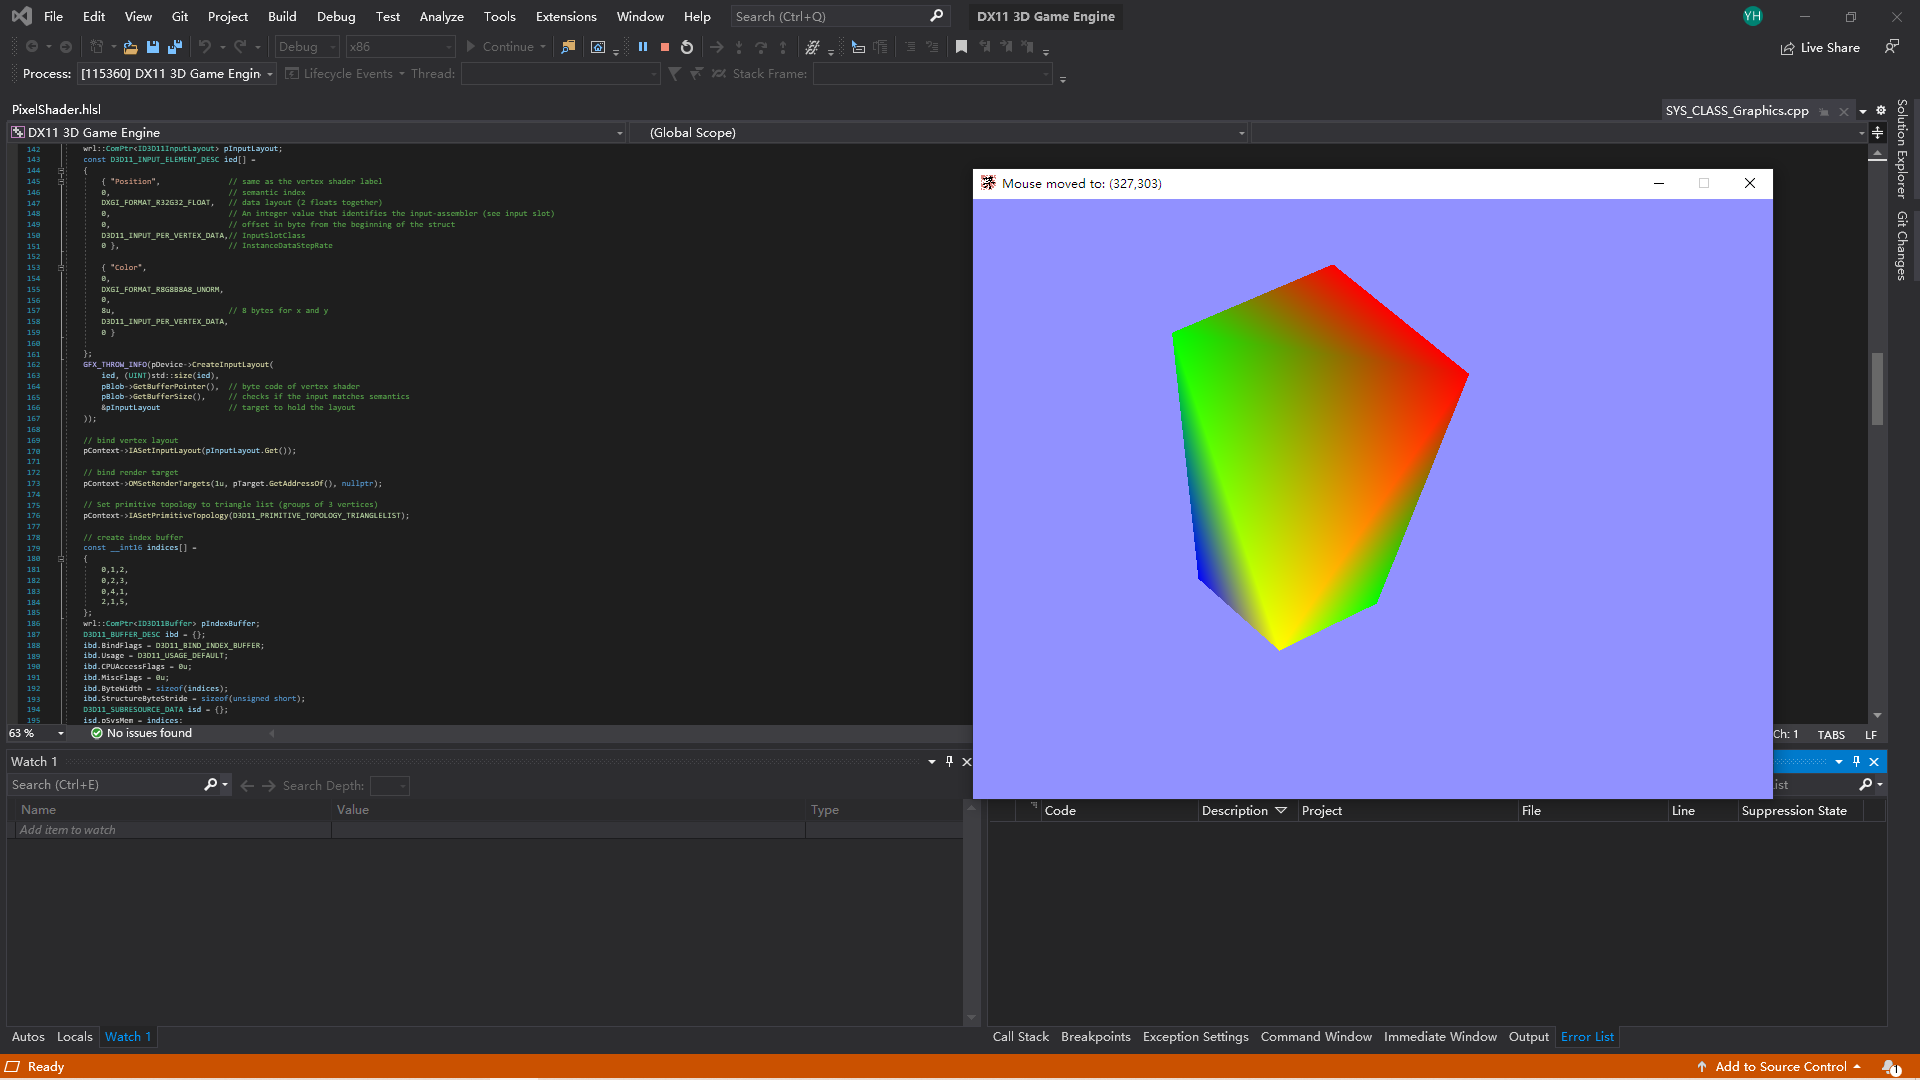 File Edit View Git Project Build Debug Test Analyze Tools Extensions Window Help Search (Ctrl+Q) DX11 3D Game Engine YH
Debug x86 Continue Live Share
Process: [115360] DX11 3D Game Engin Lifecycle Events Thread: Stack Frame:
PixelShader.hlsl SYS_CLASS_Graphics.cpp
DX11 3D Game Engine (Global Scope)
Solution Explorer
Git Changes
142 wrl::ComPtr<ID3D11InputLayout> pInputLayout;
143 const D3D11_INPUT_ELEMENT_DESC ied[] =
144 {
145 { "Position", // same as the vertex shader label
146 0, // semantic index
147 DXGI_FORMAT_R32G32_FLOAT, // data layout (2 floats together)
148 0, // An integer value that identifies the input-assembler (see input slot)
149 0, // offset in byte from the beginning of the struct
150 D3D11_INPUT_PER_VERTEX_DATA,// InputSlotClass
151 0 }, // InstanceDataStepRate
152
153 { "Color",
154 0,
155 DXGI_FORMAT_R8G8B8A8_UNORM,
156 0,
157 8u, // 8 bytes for x and y
158 D3D11_INPUT_PER_VERTEX_DATA,
159 0 }
160
161 };
162 GFX_THROW_INFO(pDevice->CreateInputLayout(
163 ied, (UINT)std::size(ied),
164 pBlob->GetBufferPointer(), // byte code of vertex shader
165 pBlob->GetBufferSize(), // checks if the input matches semantics
166 &pInputLayout // target to hold the layout
167 ));
168
169 // bind vertex layout
170 pContext->IASetInputLayout(pInputLayout.Get());
171
172 // bind render target
173 pContext->OMSetRenderTargets(1u, pTarget.GetAddressOf(), nullptr);
174
175 // Set primitive topology to triangle list (groups of 3 vertices)
176 pContext->IASetPrimitiveTopology(D3D11_PRIMITIVE_TOPOLOGY_TRIANGLELIST);
177
178 // create index buffer
179 const __int16 indices[] =
180 {
181 0,1,2,
182 0,2,3,
183 0,4,1,
184 2,1,5,
185 };
186 wrl::ComPtr<ID3D11Buffer> pIndexBuffer;
187 D3D11_BUFFER_DESC ibd = {};
188 ibd.BindFlags = D3D11_BIND_INDEX_BUFFER;
189 ibd.Usage = D3D11_USAGE_DEFAULT;
190 ibd.CPUAccessFlags = 0u;
191 ibd.MiscFlags = 0u;
192 ibd.ByteWidth = sizeof(indices);
193 ibd.StructureByteStride = sizeof(unsigned short);
194 D3D11_SUBRESOURCE_DATA isd = {};
195 isd.pSysMem = indices;
Mouse moved to: (327,303)
63 % No issues found Ch: 1 TABS LF
Watch 1
Search (Ctrl+E) Search Depth: ist
Name Value Type
Add item to watch
Code Description Project File Line Suppression State
Autos Locals Watch 1 Call Stack Breakpoints Exception Settings Command Window Immediate Window Output Error List
Ready Add to Source Control 1